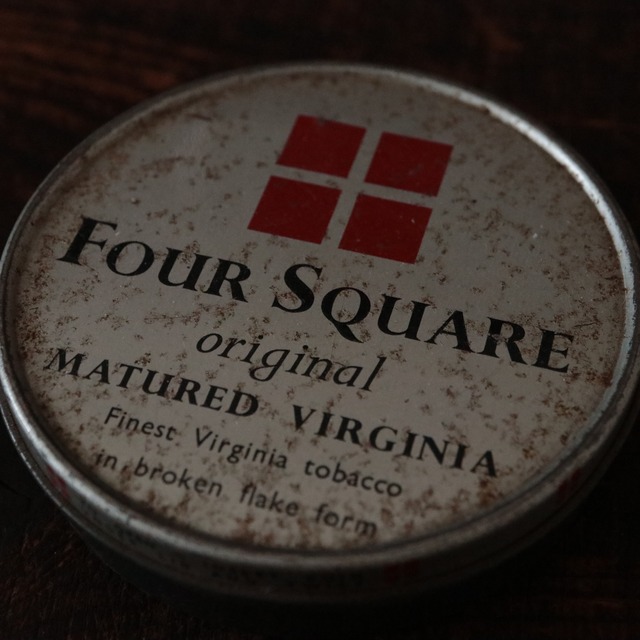 FOUR SQUARE
original
MATURED VIRGINIA
Finest Virginia tobacco
in broken flake form